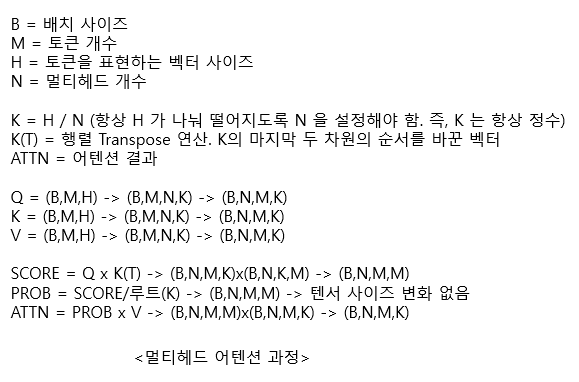 B = 배치 사이즈
M = 토큰 개수
H = 토큰을 표현하는 벡터 사이즈
N = 멀티헤드 개수
K = H / N (항상 H 가 나눠 떨어지도록 N 을 설정해야 함. 즉, K 는 항상 정수)
K(T) = 행렬 Transpose 연산. K의 마지막 두 차원의 순서를 바꾼 벡터
ATTN = 어텐션 결과
Q = (B,M,H) -> (B,M,N,K) -> (B,N,M,K)
K = (B,M,H) -> (B,M,N,K) -> (B,N,M,K)
V = (B,M,H) -> (B,M,N,K) -> (B,N,M,K)
SCORE = Q x K(T) -> (B,N,M,K)x(B,N,K,M) -> (B,N,M,M)
PROB = SCORE/루트(K) -> (B,N,M,M) -> 텐서 사이즈 변화 없음
ATTN = PROB x V -> (B,N,M,M)x(B,N,M,K) -> (B,N,M,K)
<멀티헤드 어텐션 과정>